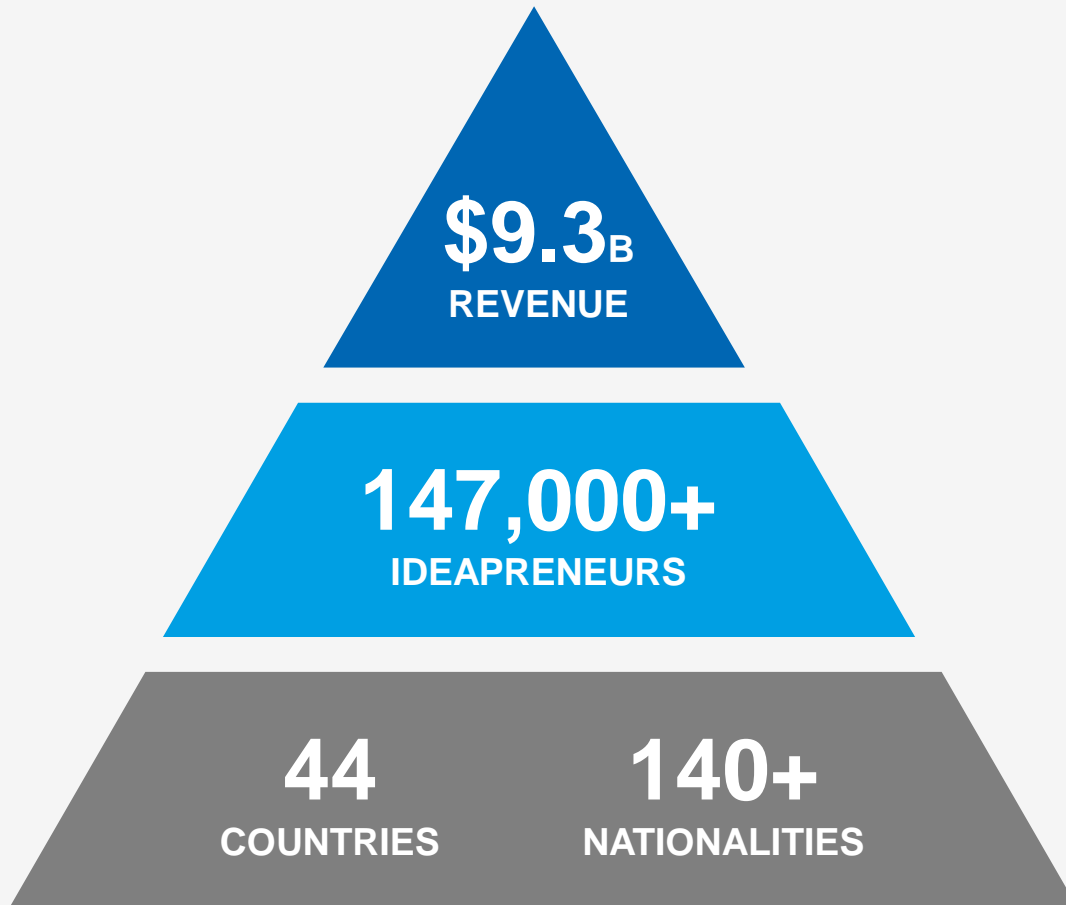 $9.3B
REVENUE
147,000+
IDEAPRENEURS
44 140+
COUNTRIES NATIONALITIES